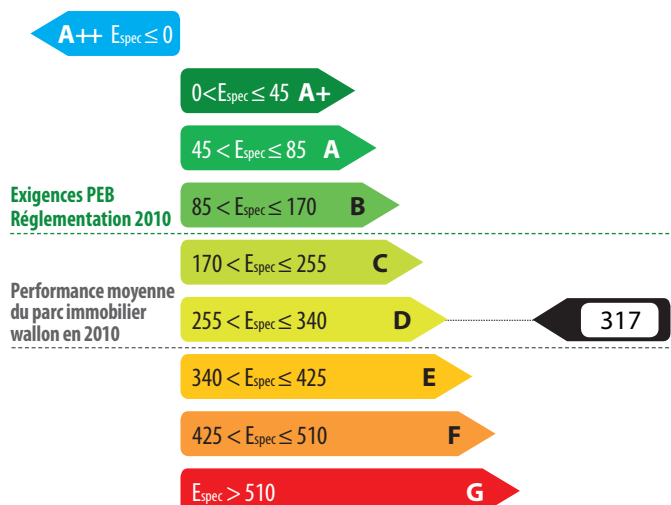 A++ Espec ≤ 0
0<Espec ≤ 45 A+
45 < Espec ≤ 85 A
Exigences PEB
Réglementation 2010
85 < Espec ≤ 170 B
170 < Espec ≤ 255 C
Performance moyenne
du parc immobilier
wallon en 2010
255 < Espec ≤ 340 D
317
340 < Espec ≤ 425 E
425 < Espec ≤ 510 F
Espec > 510 G